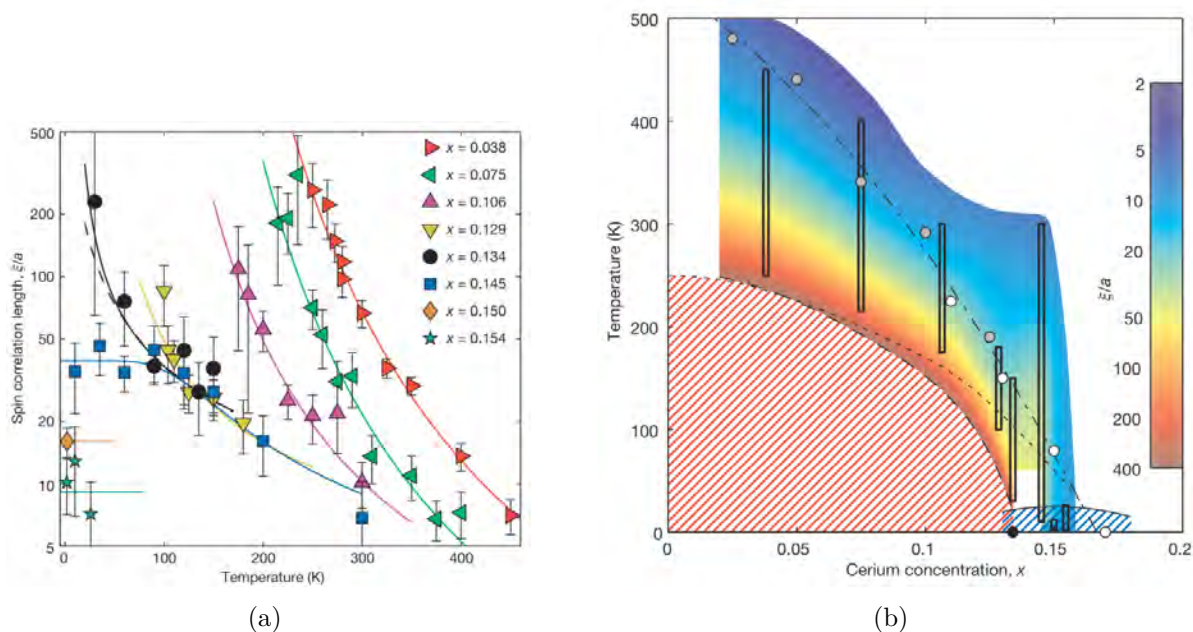 500
200
100
50
20
10
5
0
100
200
300
400
Spin correlation length, ξ/a
Temperature (K)
x = 0.038
x = 0.075
x = 0.106
x = 0.129
x = 0.134
x = 0.145
x = 0.150
x = 0.154
(a)
500
400
300
200
100
0
0
0.05
0.1
0.15
0.2
Temperature (K)
Cerium concentration, x
ξ/a
2
5
10
20
50
100
200
400
(b)